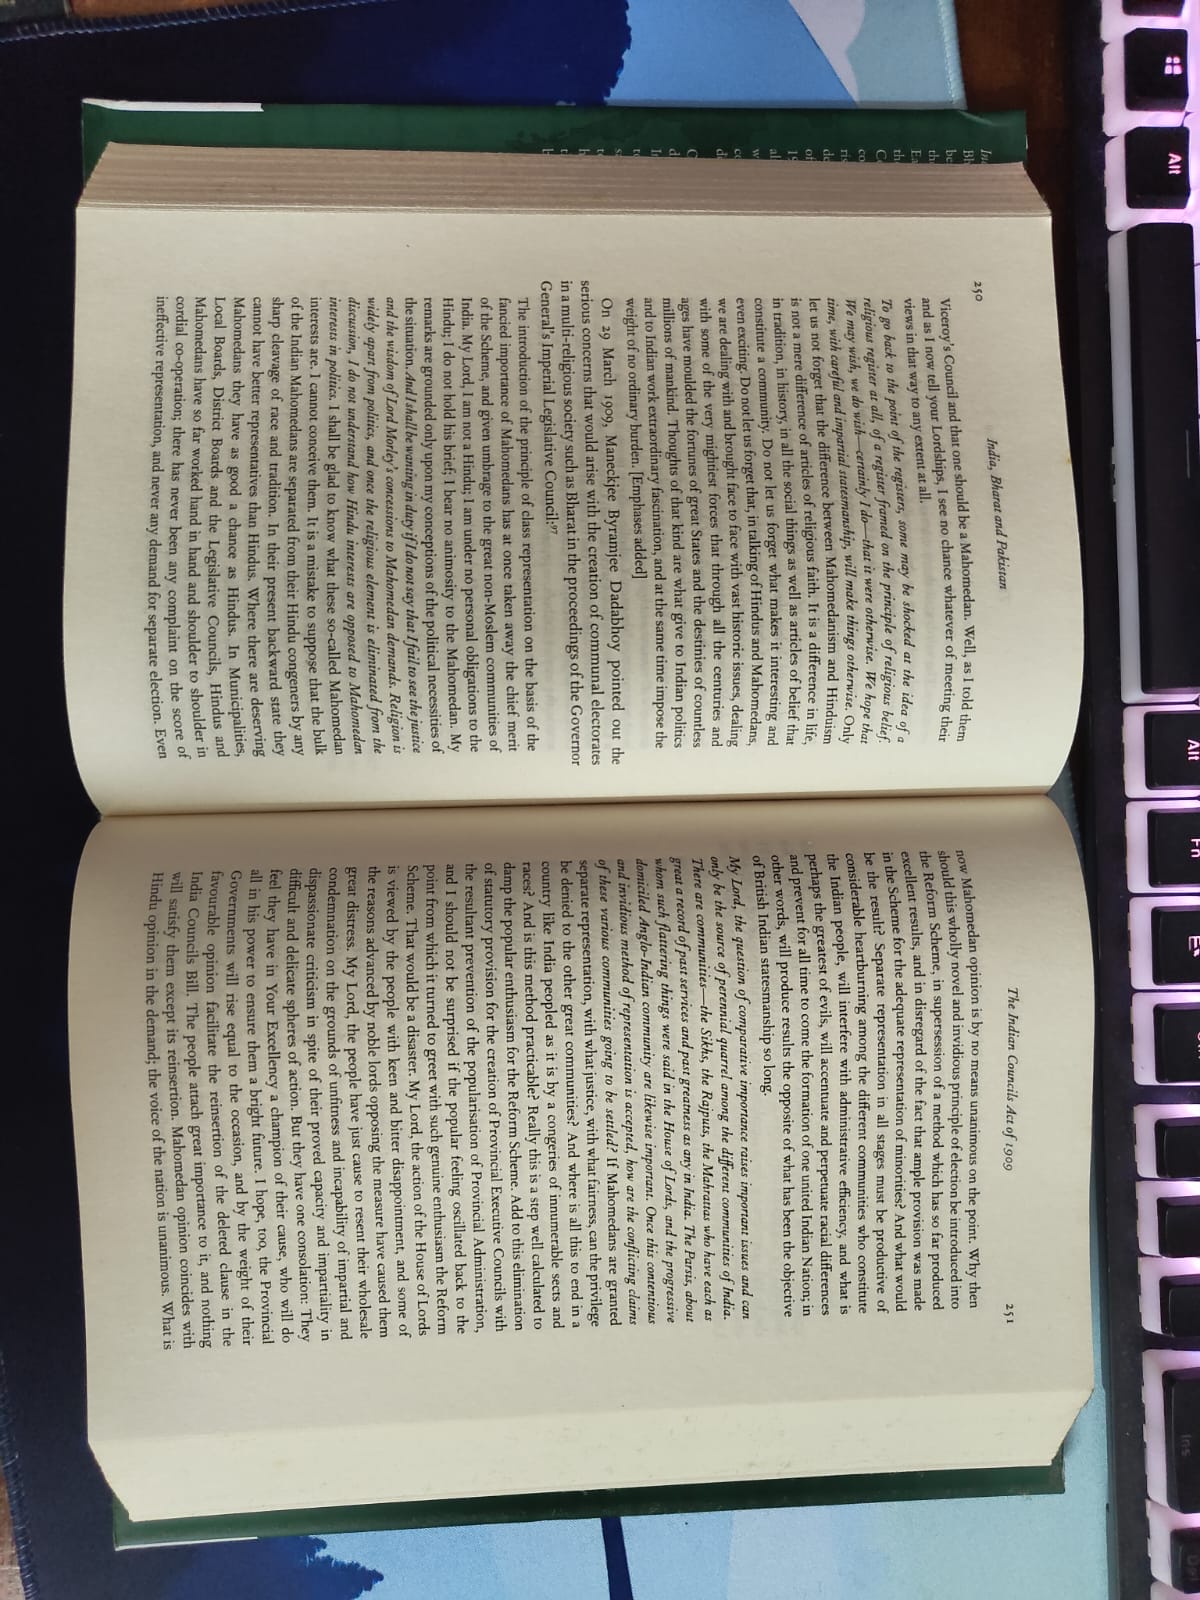 250
India, Bharat and Pakistan
Viceroy's Council and that one should be a Mahomedan. Well, as I told them
and as I now tell your Lordships, I see no chance whatever of meeting their
views in that way to any extent at all.
To go back to the point of the registers, some may be shocked at the idea of a
religious register at all, of a register framed on the principle of religious belief.
We may wish, we do wish—certainly I do—that it were otherwise. We hope that
time, with careful and impartial statesmanship, will make things otherwise. Only
let us not forget that the difference between Mahomedanism and Hinduism
is not a mere difference of articles of religious faith. It is a difference in life,
in tradition, in history, in all the social things as well as articles of belief that
constitute a community. Do not let us forget what makes it interesting and
even exciting. Do not let us forget that, in talking of Hindus and Mahomedans,
we are dealing with and brought face to face with vast historic issues, dealing
with some of the very mightiest forces that through all the centuries and
ages have moulded the fortunes of great States and the destinies of countless
millions of mankind. Thoughts of that kind are what give to Indian politics
and to Indian work extraordinary fascination, and at the same time impose the
weight of no ordinary burden. [Emphases added]
On 29 March 1909, Maneckjee Byramjee Dadabhoy pointed out the
serious concerns that would arise with the creation of communal electorates
in a multi-religious society such as Bharat in the proceedings of the Governor
General's Imperial Legislative Council:97
The introduction of the principle of class representation on the basis of the
fancied importance of Mahomedans has at once taken away the chief merit
of the Scheme, and given umbrage to the great non-Moslem communities of
India. My Lord, I am not a Hindu; I am under no personal obligations to the
Hindu; I do not hold his brief; I bear no animosity to the Mahomedan. My
remarks are grounded only upon my conceptions of the political necessities of
the situation. And I shall be wanting in duty if I do not say that I fail to see the justice
and the wisdom of Lord Morley's concessions to Mahomedan demands. Religion is
widely apart from politics, and once the religious element is eliminated from the
discussion, I do not understand how Hindu interests are opposed to Mahomedan
interests in politics. I shall be glad to know what these so-called Mahomedan
interests are. I cannot conceive them. It is a mistake to suppose that the bulk
of the Indian Mahomedans are separated from their Hindu congeners by any
sharp cleavage of race and tradition. In their present backward state they
cannot have better representatives than Hindus. Where there are deserving
Mahomedans they have as good a chance as Hindus. In Municipalities,
Local Boards, District Boards and the Legislative Councils, Hindus and
Mahomedans have so far worked hand in hand and shoulder to shoulder in
cordial co-operation; there has never been any complaint on the score of
ineffective representation, and never any demand for separate election. Even
The Indian Councils Act of 1909
251
now Mahomedan opinion is by no means unanimous on the point. Why then
should this wholly novel and invidious principle of election be introduced into
the Reform Scheme, in supersession of a method which has so far produced
excellent results, and in disregard of the fact that ample provision was made
in the Scheme for the adequate representation of minorities? And what would
be the result? Separate representation in all stages must be productive of
considerable heartburning among the different communities who constitute
the Indian people, will interfere with administrative efficiency, and what is
perhaps the greatest of evils, will accentuate and perpetuate racial differences
and prevent for all time to come the formation of one united Indian Nation; in
other words, will produce results the opposite of what has been the objective
of British Indian statesmanship so long.
My Lord, the question of comparative importance raises important issues and can
only be the source of perennial quarrel among the different communities of India.
There are communities—the Sikhs, the Rajputs, the Mahrattas who have each as
great a record of past services and past greatness as any in India. The Parsis, about
whom such flattering things were said in the House of Lords, and the progressive
domiciled Anglo-Indian community are likewise important. Once this contentious
and invidious method of representation is accepted, how are the conflicting claims
of these various communities going to be settled? If Mahomedans are granted
separate representation, with what justice, with what fairness, can the privilege
be denied to the other great communities? And where is all this to end in a
country like India peopled as it is by a congeries of innumerable sects and
races? And is this method practicable? Really this is a step well calculated to
damp the popular enthusiasm for the Reform Scheme. Add to this elimination
of statutory provision for the creation of Provincial Executive Councils with
the resultant prevention of the popularisation of Provincial Administration,
and I should not be surprised if the popular feeling oscillated back to the
point from which it turned to greet with such genuine enthusiasm the Reform
Scheme. That would be a disaster. My Lord, the action of the House of Lords
is viewed by the people with keen and bitter disappointment, and some of
the reasons advanced by noble lords opposing the measure have caused them
great distress. My Lord, the people have just cause to resent their wholesale
condemnation on the grounds of unfitness and incapability of impartial and
dispassionate criticism in spite of their proved capacity and impartiality in
difficult and delicate spheres of action. But they have one consolation: They
feel they have in Your Excellency a champion of their cause, who will do
all in his power to ensure them a bright future. I hope, too, the Provincial
Governments will rise equal to the occasion, and by the weight of their
favourable opinion facilitate the reinsertion of the deleted clause in the
India Councils Bill. The people attach great importance to it, and nothing
will satisfy them except its reinsertion. Mahomedan opinion coincides with
Hindu opinion in the demand; the voice of the nation is unanimous. What is
Alt
Alt
Fn
Ins